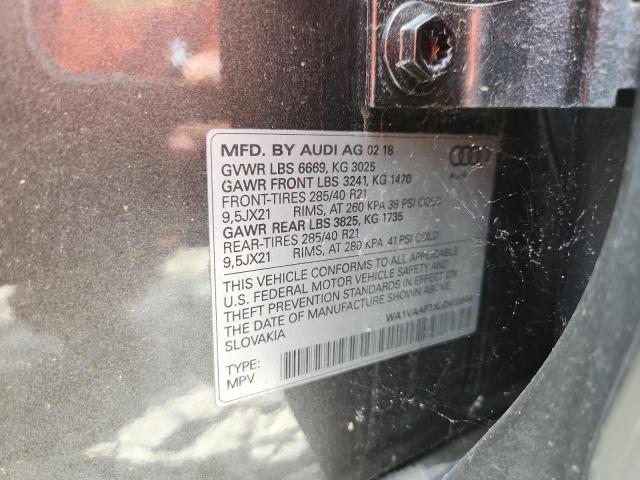 MFD. BY AUDI AG 02 18
GVWR LBS 6669, KG 3025
GAWR FRONT LBS 3241, KG 1470
FRONT-TIRES 285/40 R21
9,5JX21 RIMS, AT 260 KPA 38 PSI COLD
GAWR REAR LBS 3825, KG 1735
REAR-TIRES 285/40 R21
9,5JX21 RIMS, AT 280 KPA 41 PSI COLD
THIS VEHICLE CONFORMS TO ALL APPLICABLE
U.S. FEDERAL MOTOR VEHICLE SAFETY AND
THEFT PREVENTION STANDARDS IN EFFECT ON
THE DATE OF MANUFACTURE SHOWN ABOVE.
SLOVAKIA
TYPE:
MPV